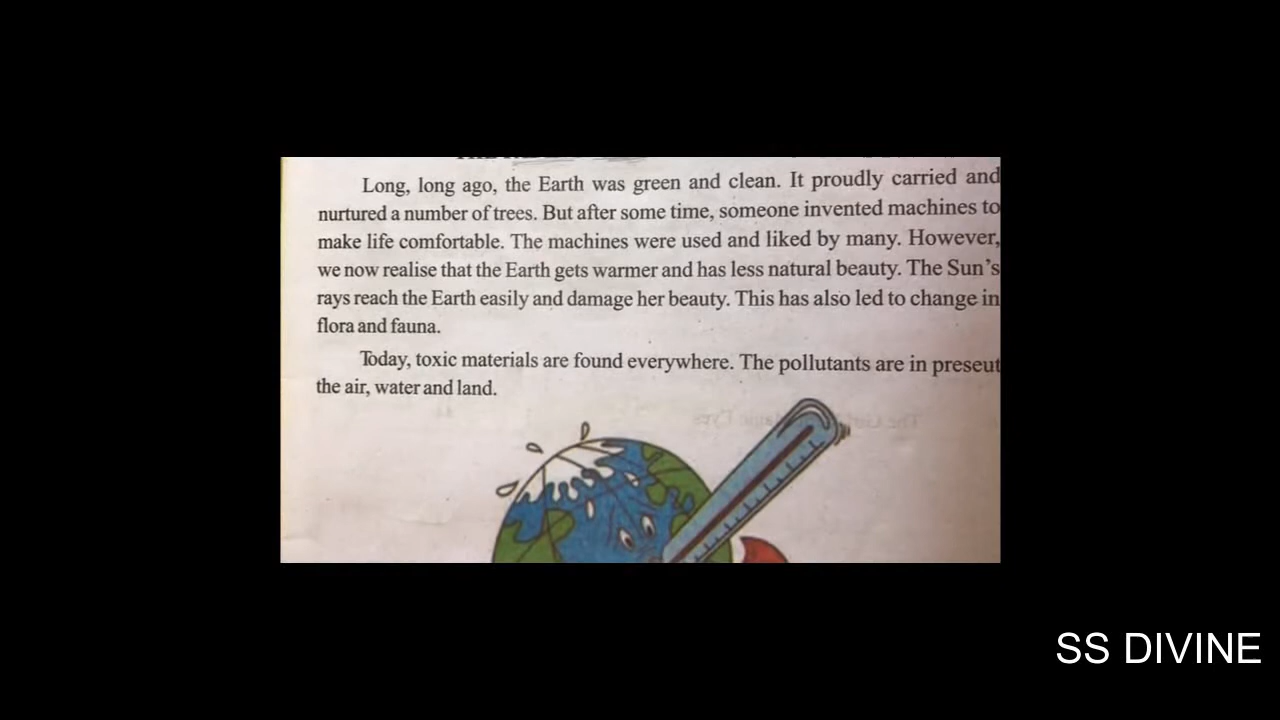 Long, long ago, the Earth was green and clean. It proudly carried and
nurtured a number of trees. But after some time, someone invented machines to
make life comfortable. The machines were used and liked by many. However,
we now realise that the Earth gets warmer and has less natural beauty. The Sun's
rays reach the Earth easily and damage her beauty. This has also led to change in
flora and fauna.
Today, toxic materials are found everywhere. The pollutants are in preseut
the air, water and land.
SS DIVINE